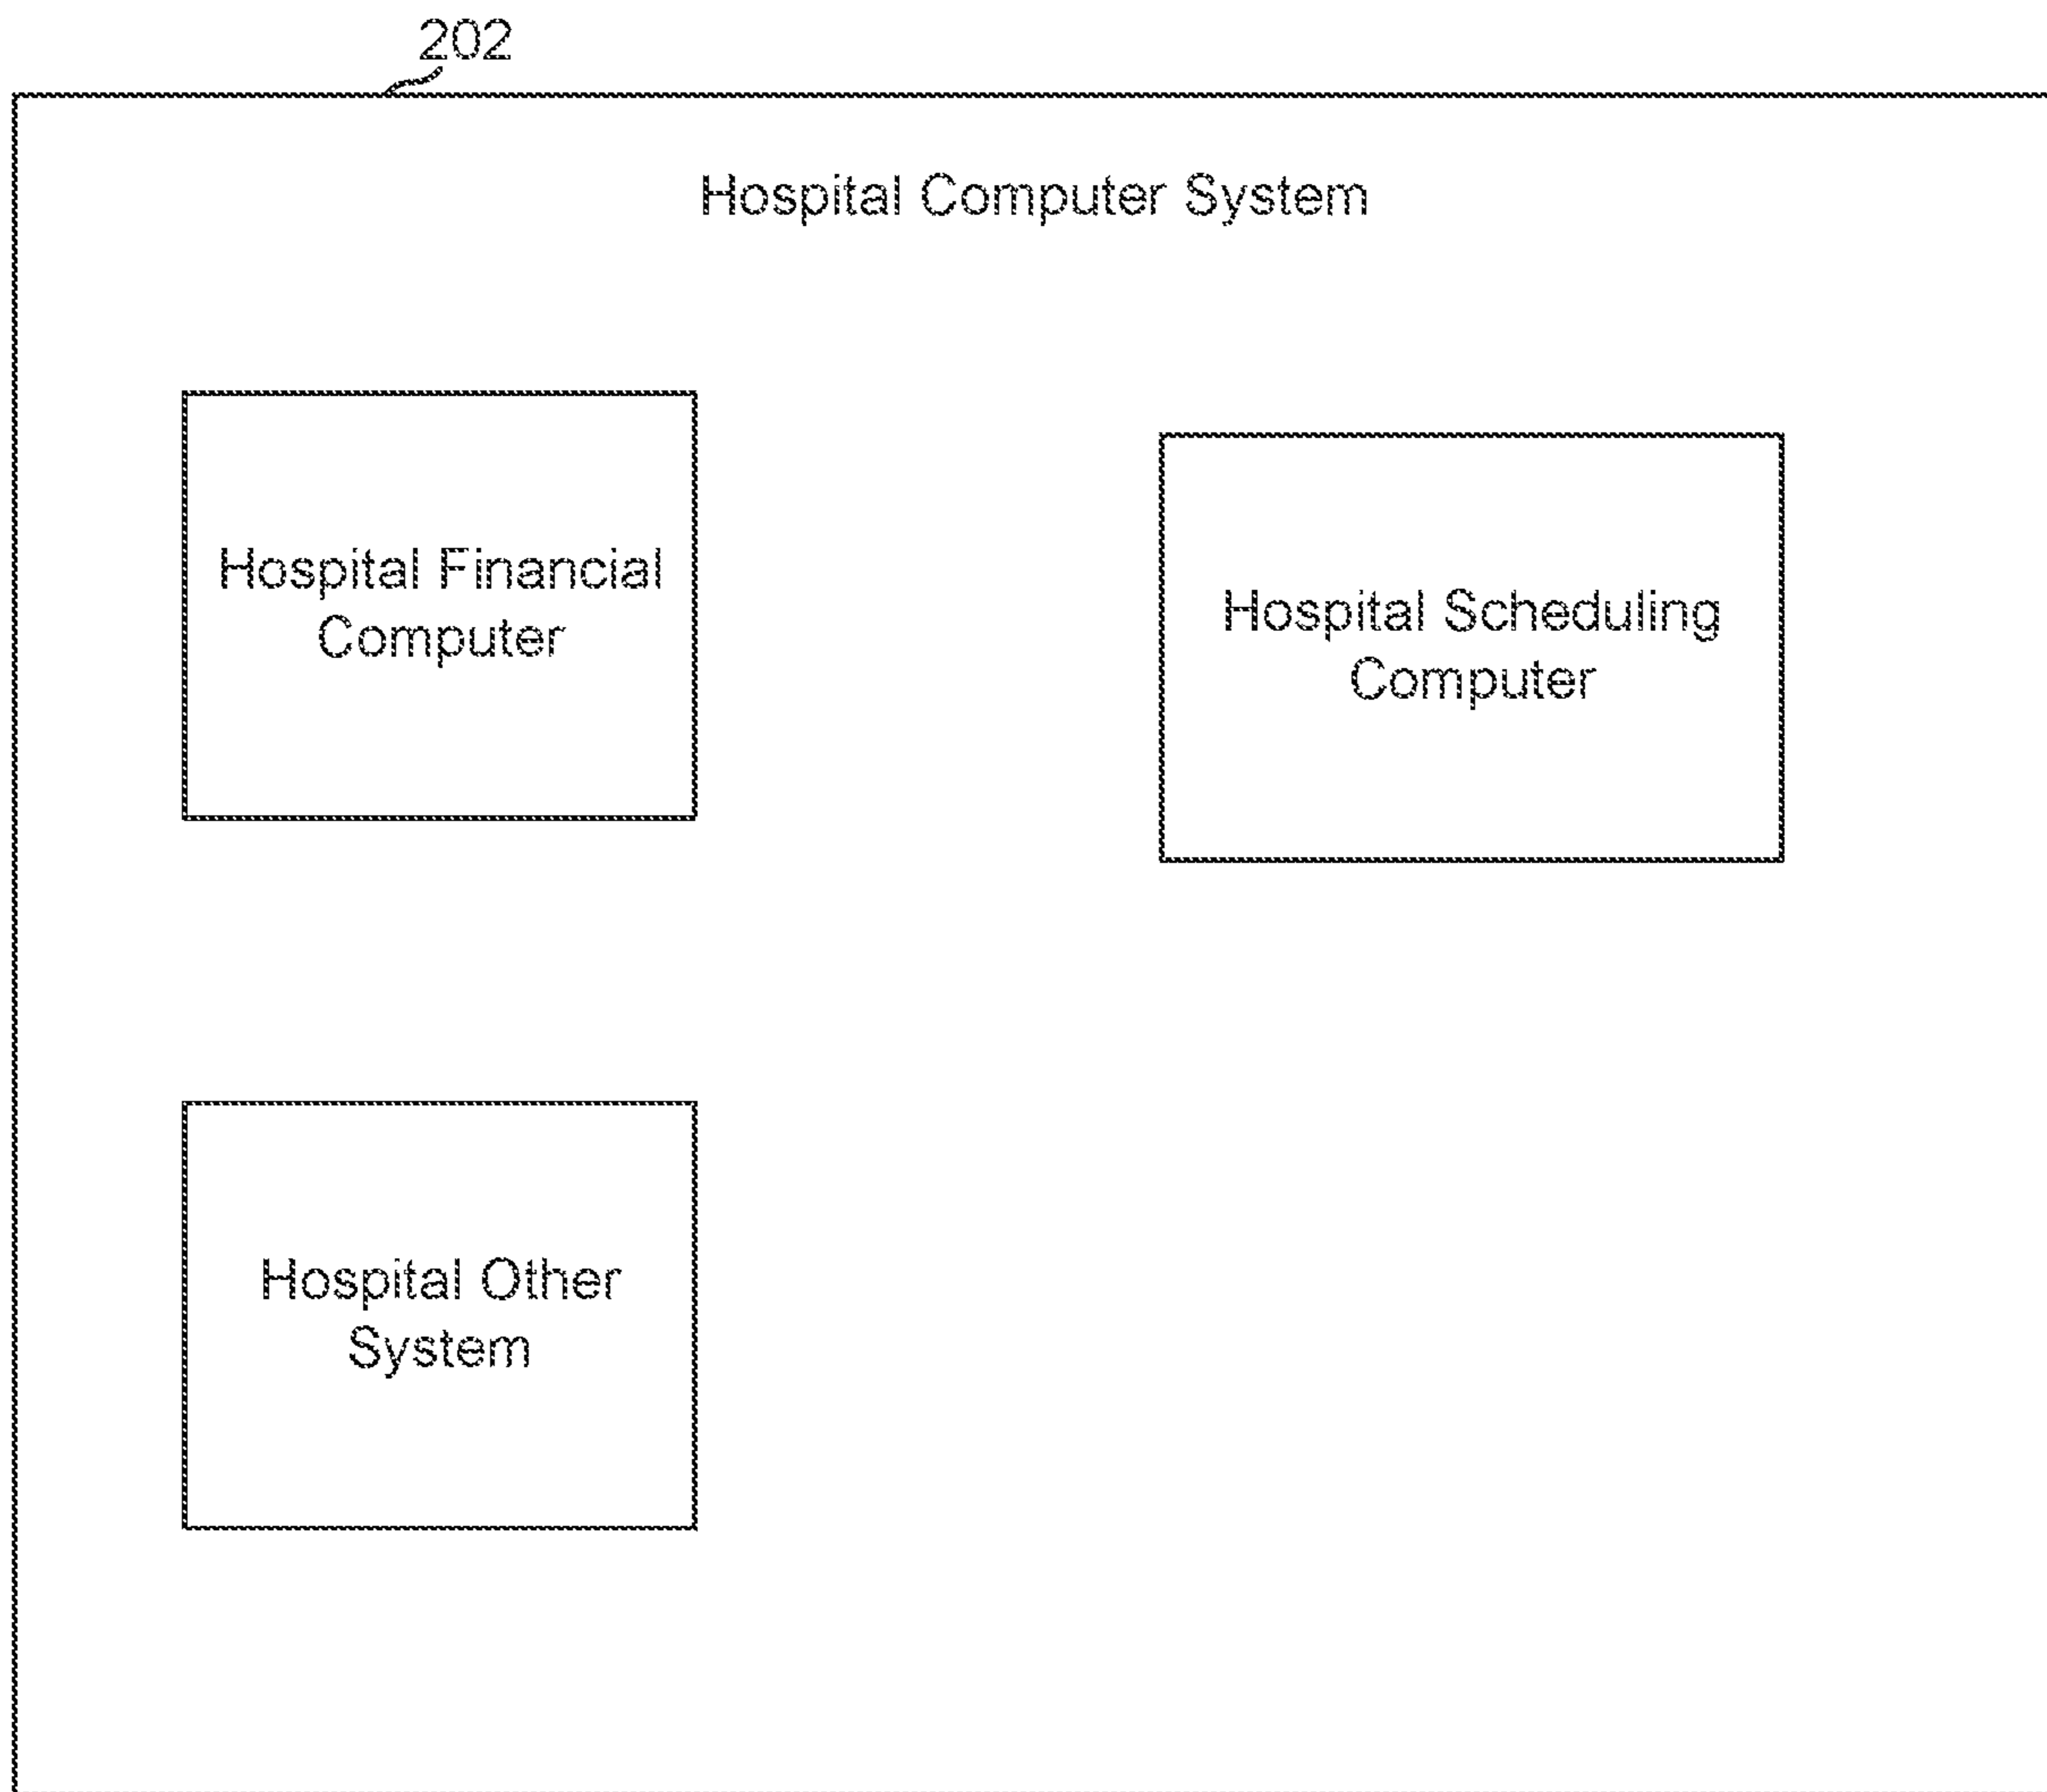 202
Hospital Computer System
Hospital Financial
Computer
Hospital Scheduling
Computer
Hospital Other
System